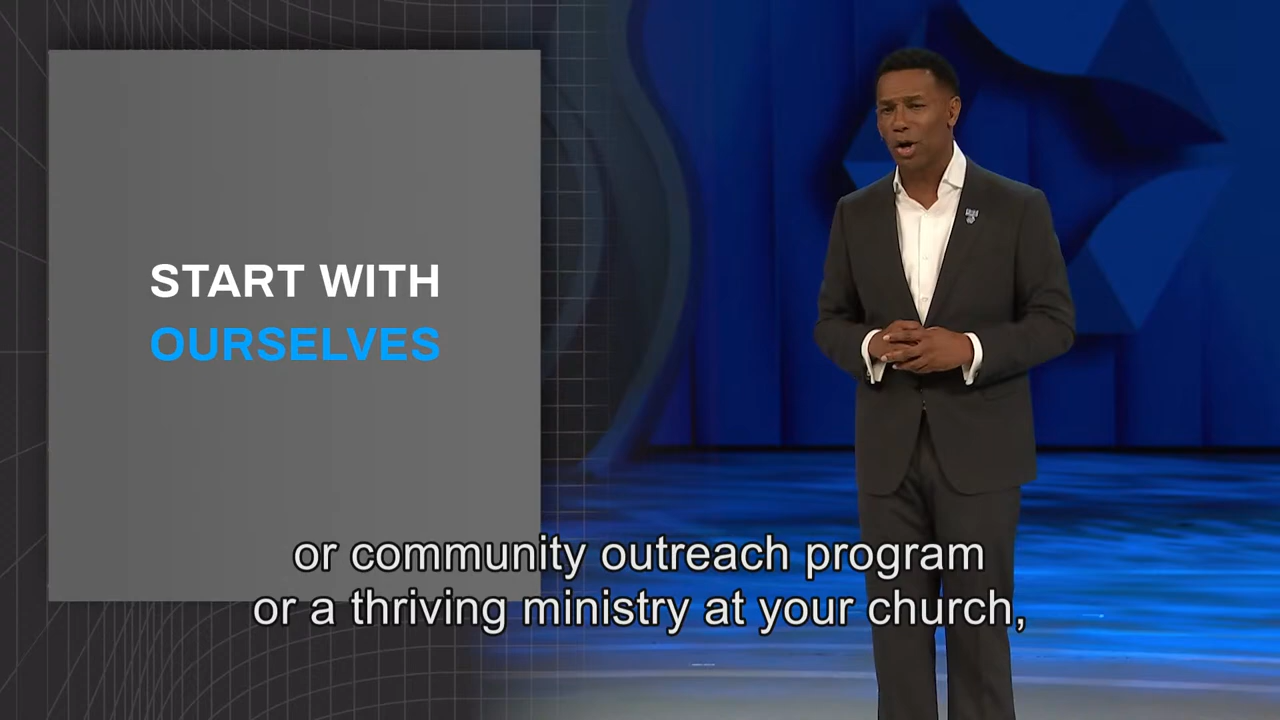 START WITH
OURSELVES
or community outreach program
or a thriving ministry at your church,